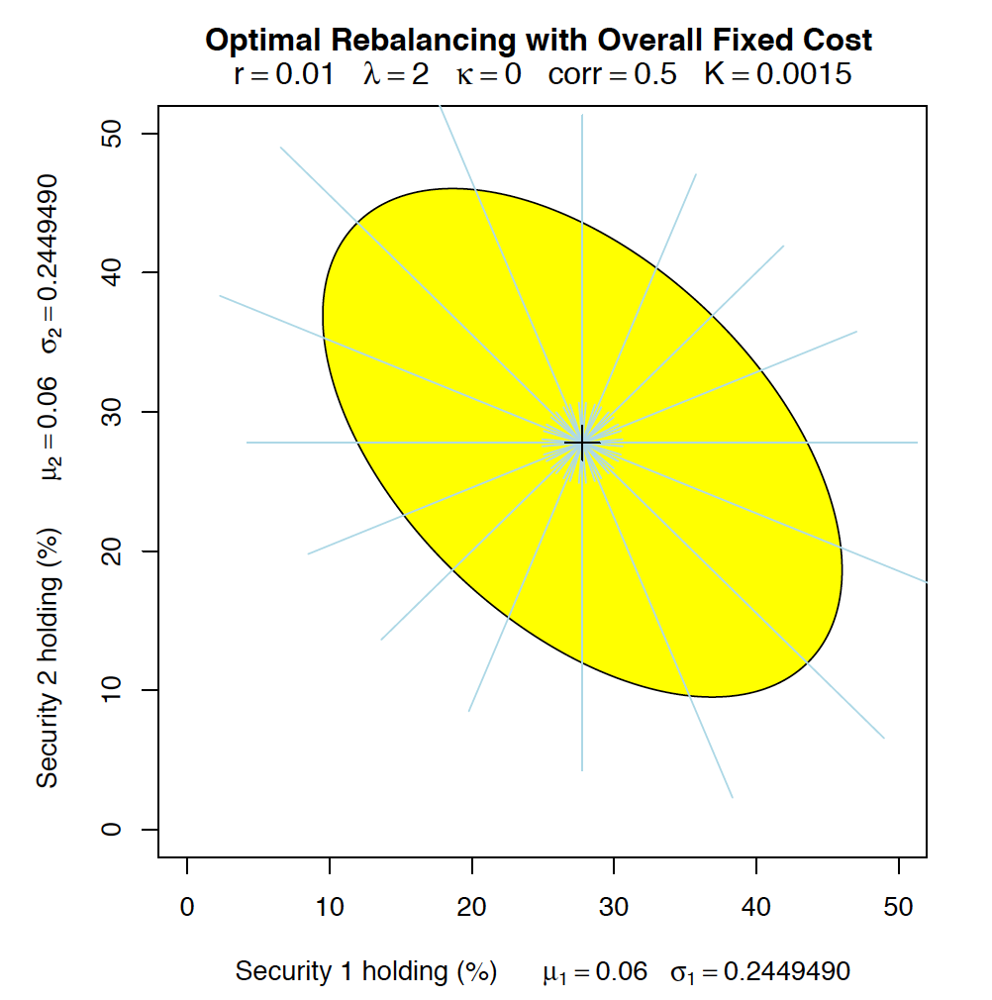 Optimal Rebalancing with Overall Fixed Cost
r = 0.01 λ = 2 κ = 0 corr = 0.5 K = 0.0015
Security 2 holding (%) μ₂ = 0.06 σ₂ = 0.2449490
50
40
30
20
10
0
0 10 20 30 40 50
Security 1 holding (%) μ₁ = 0.06 σ₁ = 0.2449490